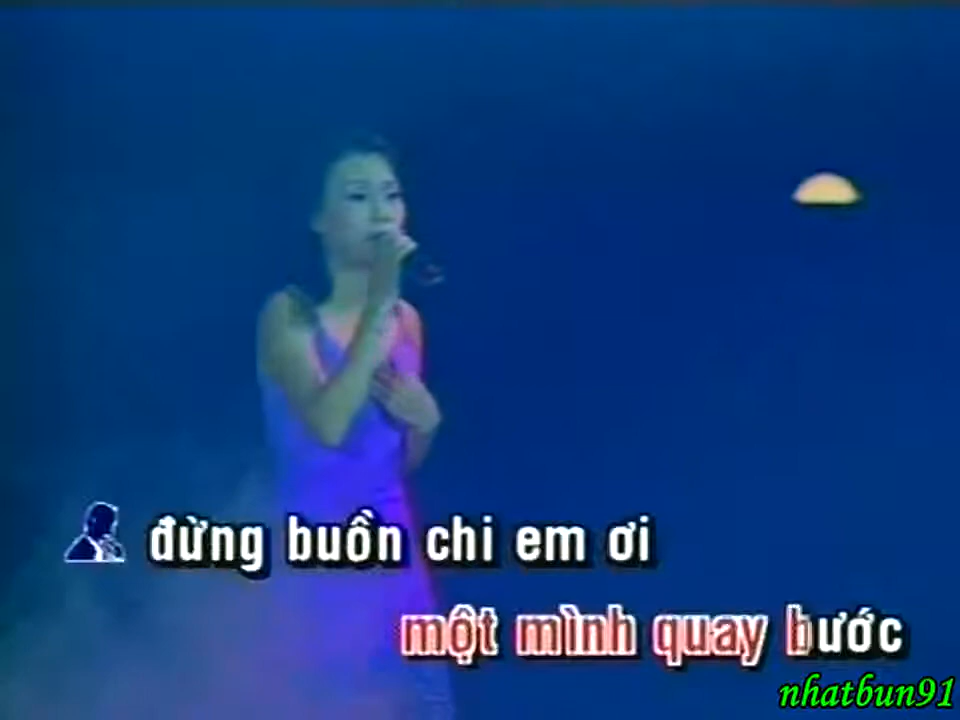 đừng buồn chi em ơi
một mình quay bước
nhatbun91